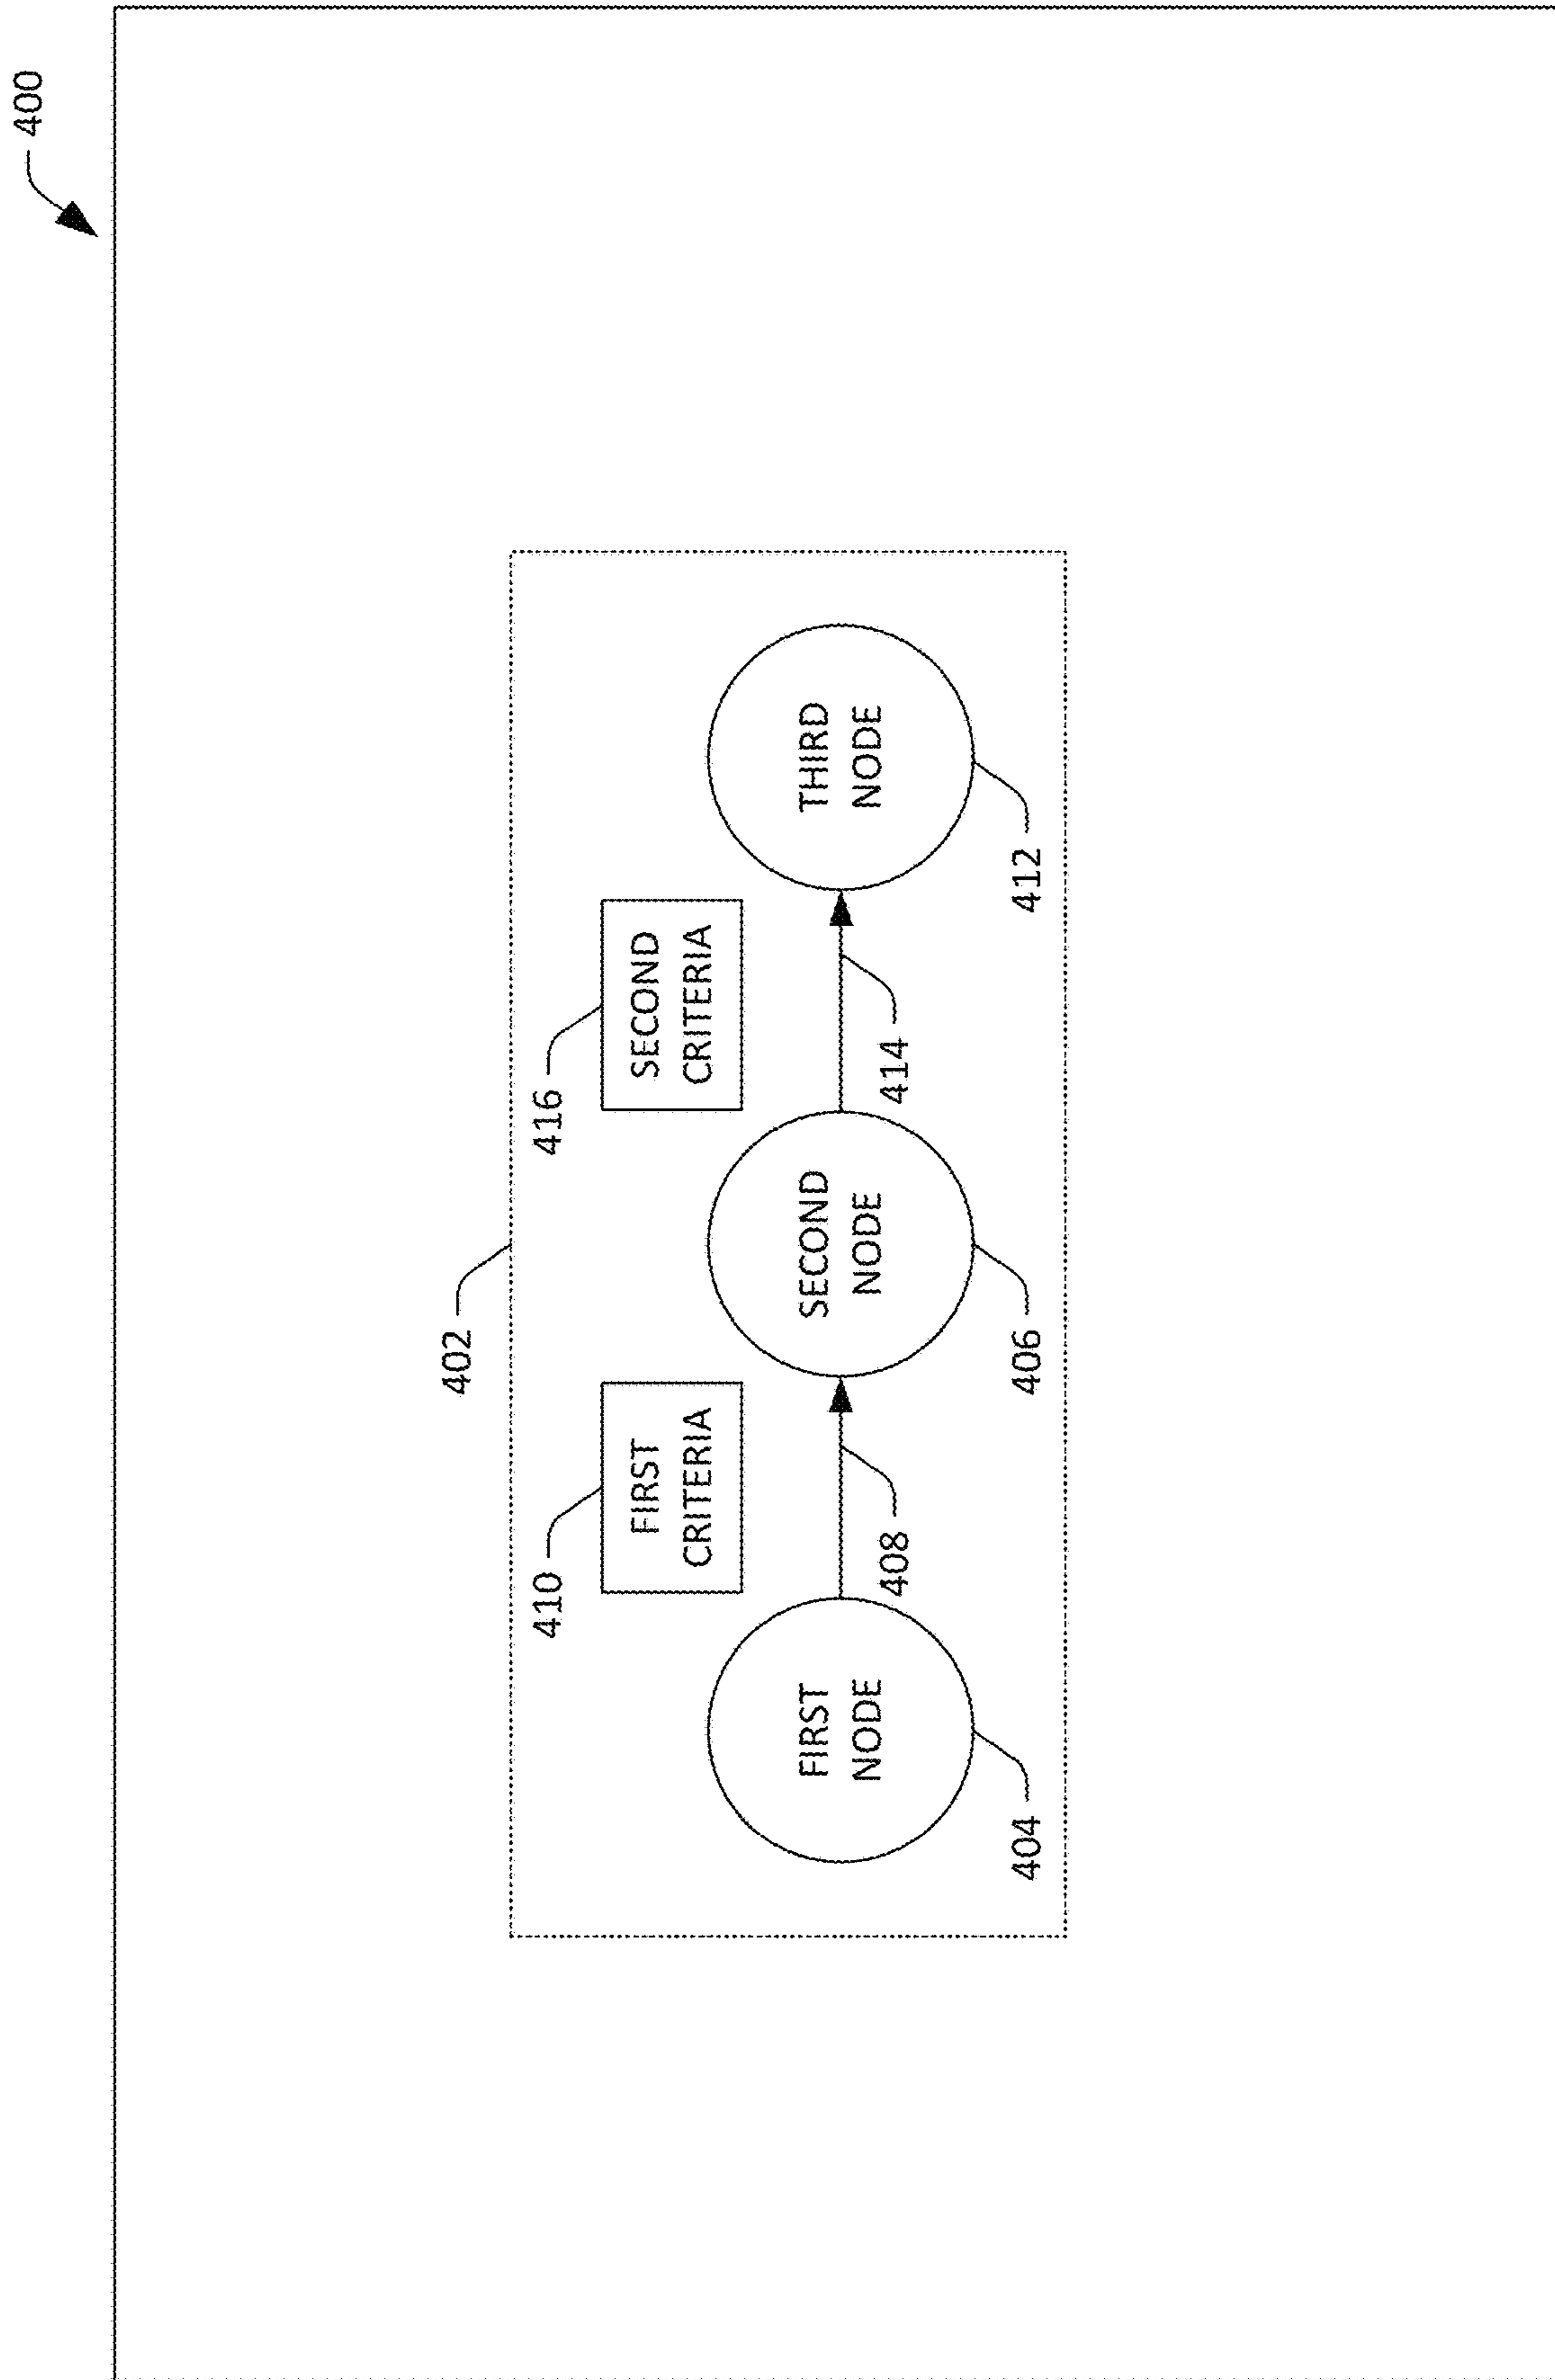 400
402
410
416
FIRST
CRITERIA
SECOND
CRITERIA
FIRST
NODE
SECOND
NODE
THIRD
NODE
408
414
404
406
412